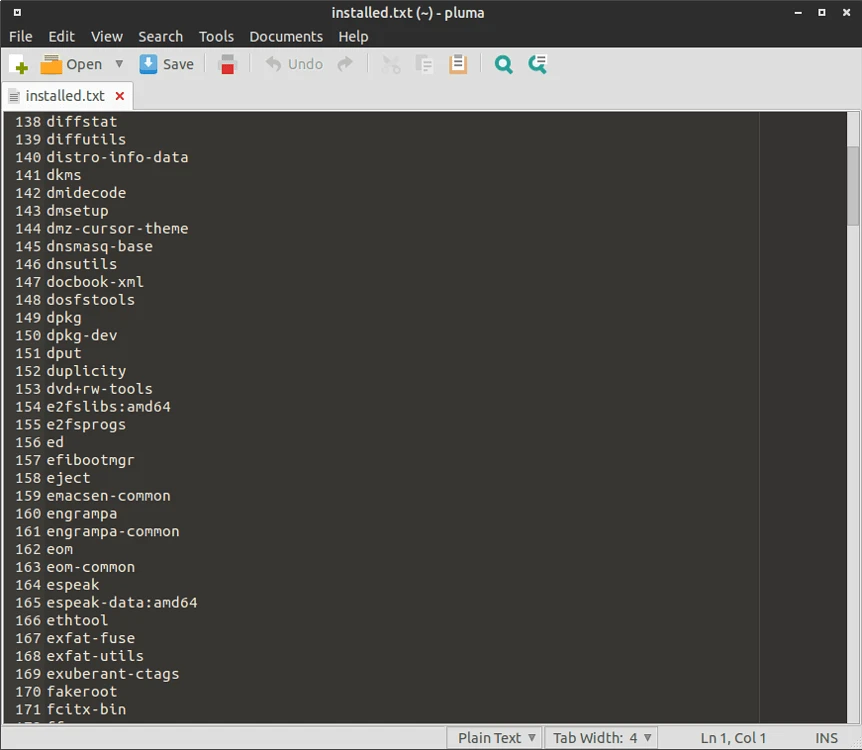 installed.txt (~) - pluma
File Edit View Search Tools Documents Help
Open Save Undo
installed.txt
138 diffstat
139 diffutils
140 distro-info-data
141 dkms
142 dmidecode
143 dmsetup
144 dmz-cursor-theme
145 dnsmasq-base
146 dnsutils
147 docbook-xml
148 dosfstools
149 dpkg
150 dpkg-dev
151 dput
152 duplicity
153 dvd+rw-tools
154 e2fslibs:amd64
155 e2fsprogs
156 ed
157 efibootmgr
158 eject
159 emacsen-common
160 engrampa
161 engrampa-common
162 eom
163 eom-common
164 espeak
165 espeak-data:amd64
166 ethtool
167 exfat-fuse
168 exfat-utils
169 exuberant-ctags
170 fakeroot
171 fcitx-bin
Plain Text Tab Width: 4 Ln 1, Col 1 INS